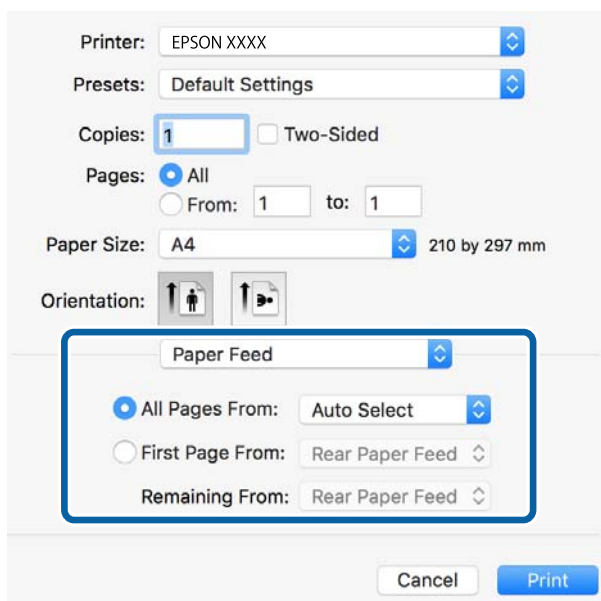 Printer: EPSON XXXX
Presets: Default Settings
Copies: 1 Two-Sided
Pages: All
From: 1 to: 1
Paper Size: A4 210 by 297 mm
Orientation:
Paper Feed
All Pages From: Auto Select
First Page From: Rear Paper Feed
Remaining From: Rear Paper Feed
Cancel Print